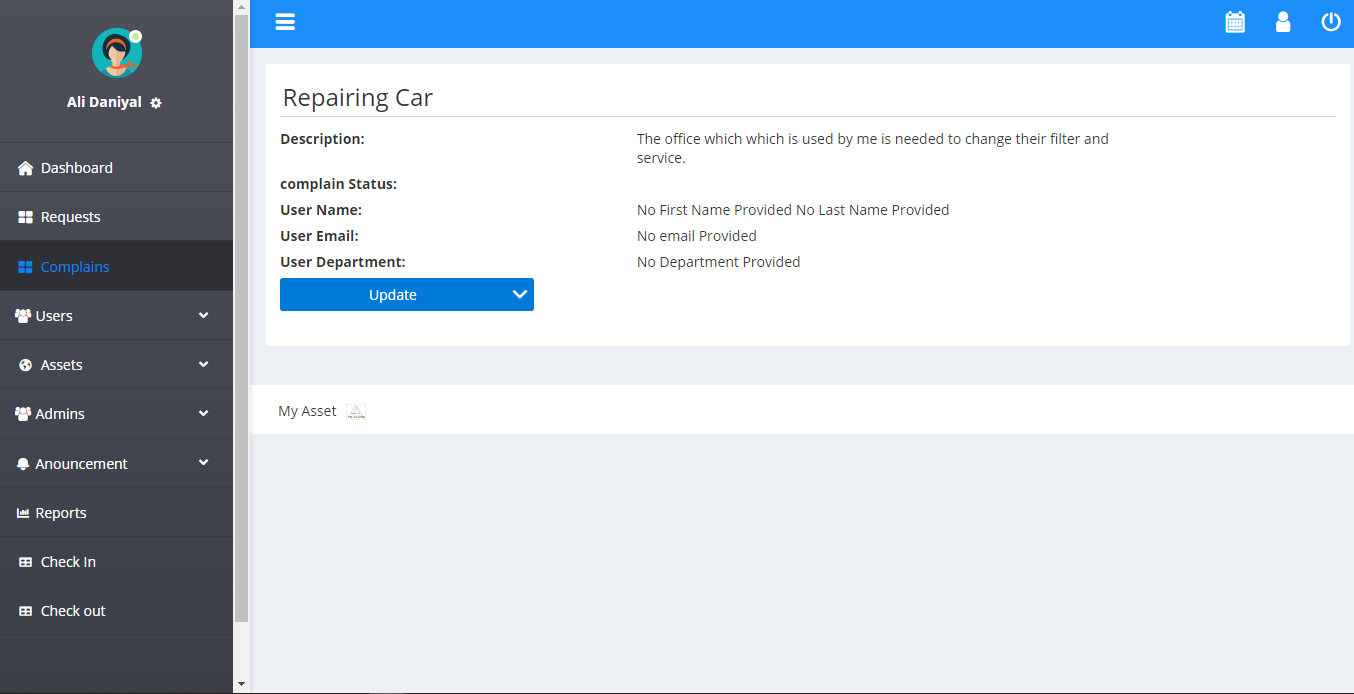 Ali Daniyal
Dashboard
Requests
Complains
Users
Assets
Admins
Anouncement
Reports
Check In
Check out
Repairing Car
Description: The office which which is used by me is needed to change their filter and
service.
complain Status:
User Name: No First Name Provided No Last Name Provided
User Email: No email Provided
User Department: No Department Provided
Update
My Asset